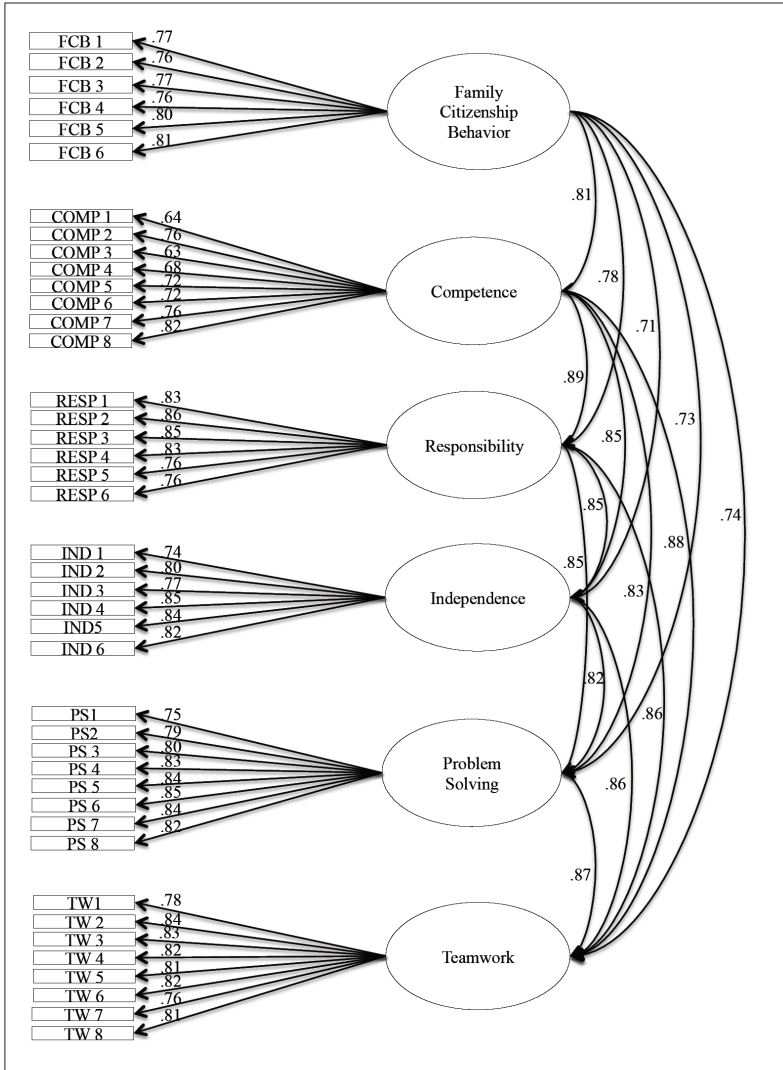 FCB 1
.77
FCB 2
.76
FCB 3
.77
FCB 4
.76
FCB 5
.80
FCB 6
.81
Family
Citizenship
Behavior
.81
COMP 1
.64
COMP 2
.76
COMP 3
.63
COMP 4
.68
COMP 5
.72
COMP 6
.72
COMP 7
.76
COMP 8
.82
Competence
.78
.71
.89
RESP 1
.83
RESP 2
.86
RESP 3
.85
RESP 4
.83
RESP 5
.76
RESP 6
.76
Responsibility
.85
.73
.85
.74
.88
.85
IND 1
.74
IND 2
.80
IND 3
.77
IND 4
.85
IND5
.84
IND 6
.82
Independence
.83
.82
.86
PS1
.75
PS2
.79
PS 3
.80
PS 4
.83
PS 5
.84
PS 6
.85
PS 7
.84
PS 8
.82
Problem
Solving
.86
.87
TW1
.78
TW 2
.84
TW 3
.83
TW 4
.82
TW 5
.81
TW 6
.82
TW 7
.76
TW 8
.81
Teamwork